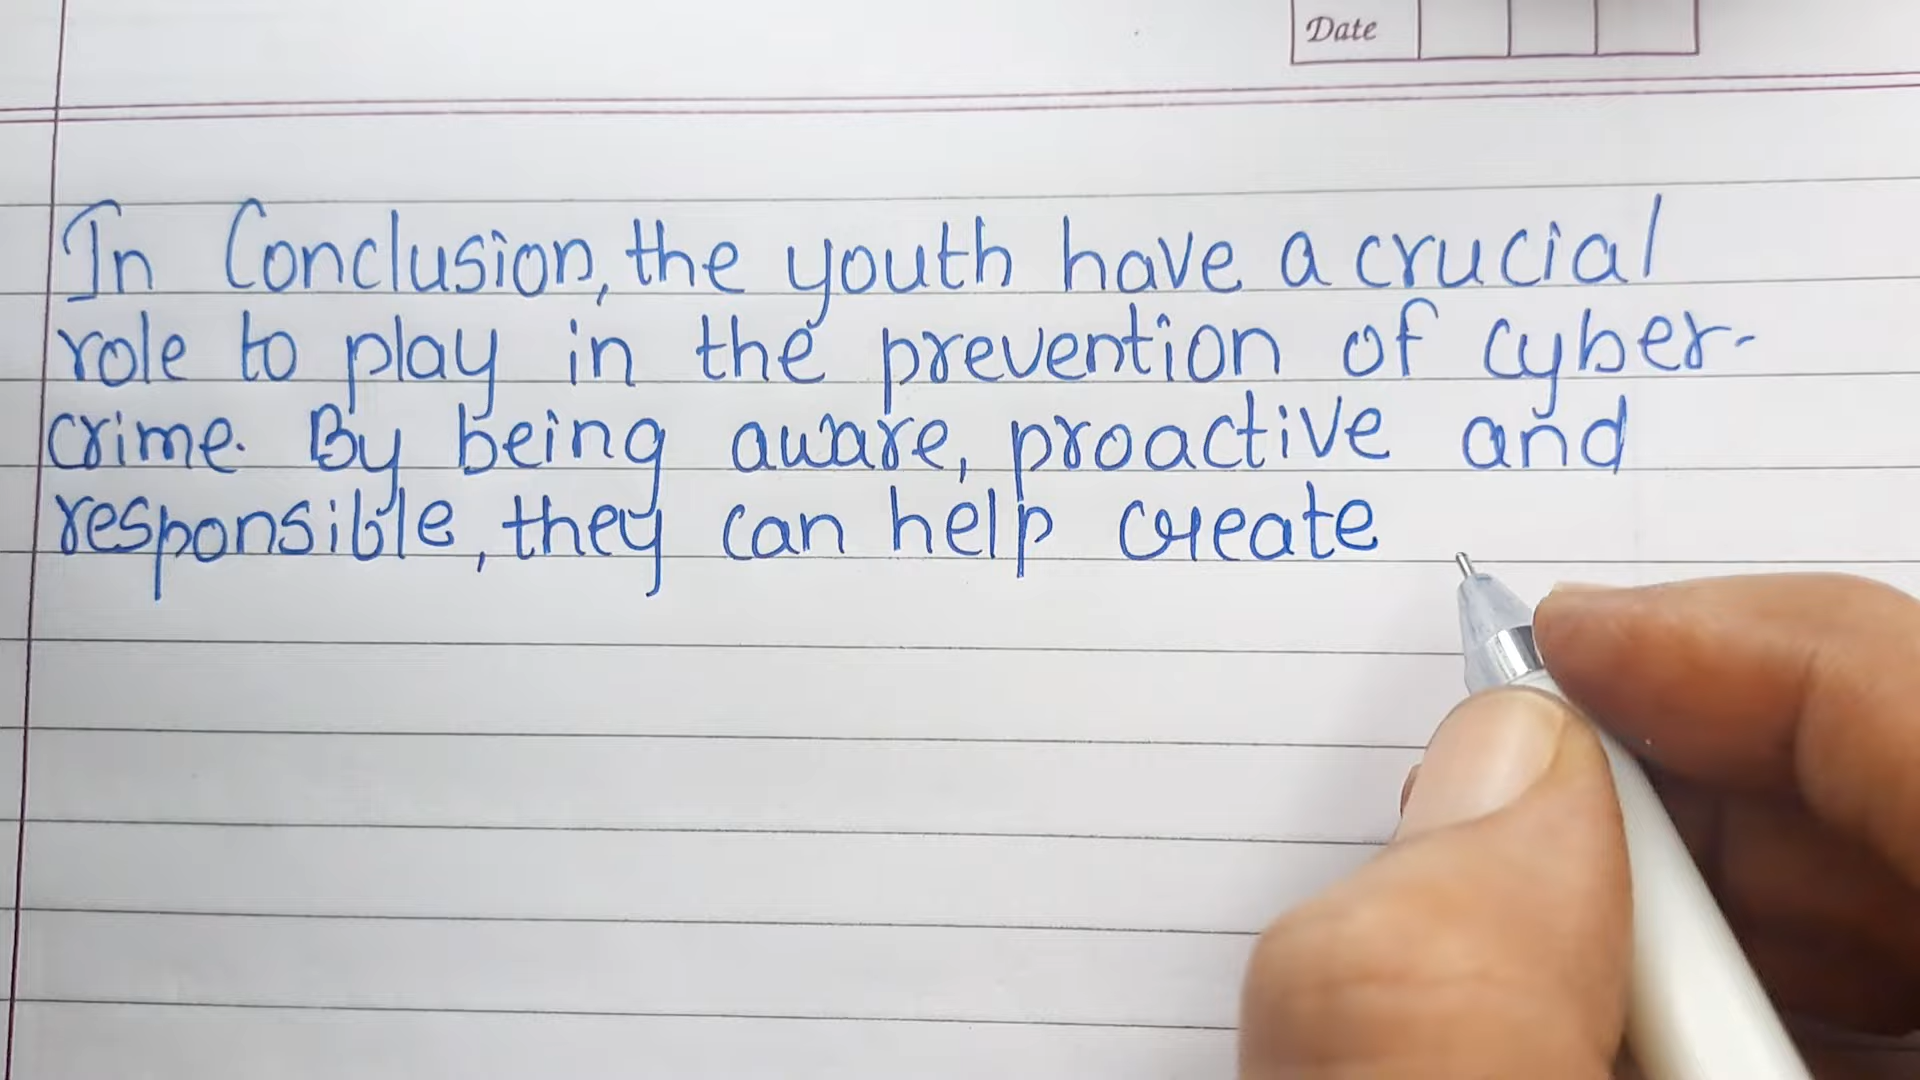 Date
In Conclusion, the youth have a crucial
role to play in the prevention of cyber-
crime. By being aware, proactive and
responsible, they can help create